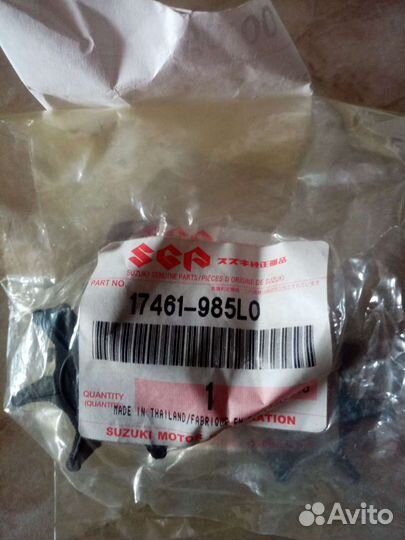 SGP スズキ純正部品
SUZUKI GENUINE PARTS/PIECES D'ORIGINE DE SUZUKI
PART NO.
17461-985L0
QUANTITY
(QUANTITÉ)
1
MADE IN THAILAND/FABRIQUE EN
SUZUKI MOTOR
Avito